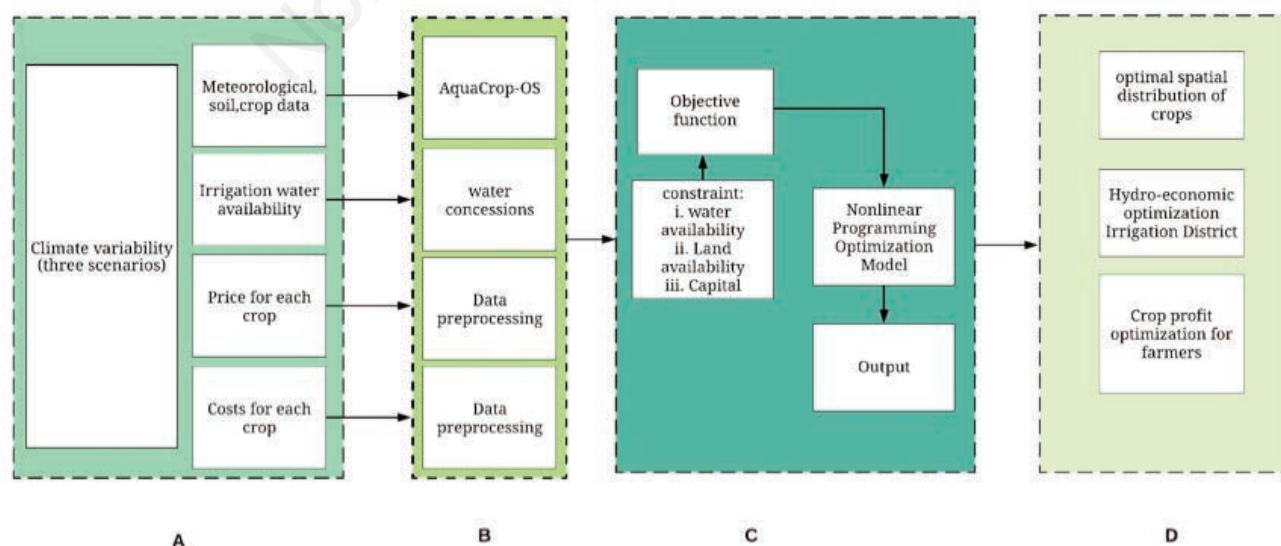 Climate variability
(three scenarios)
Meteorological,
soil,crop data
Irrigation water
availability
Price for each
crop
Costs for each
crop
AquaCrop-OS
water
concessions
Data
preprocessing
Data
preprocessing
Objective
function
constraint:
i. water
availability
ii. Land
availability
iii. Capital
Nonlinear
Programming
Optimization
Model
Output
optimal spatial
distribution of
crops
Hydro-economic
optimization
Irrigation District
Crop profit
optimization for
farmers
A
B
C
D